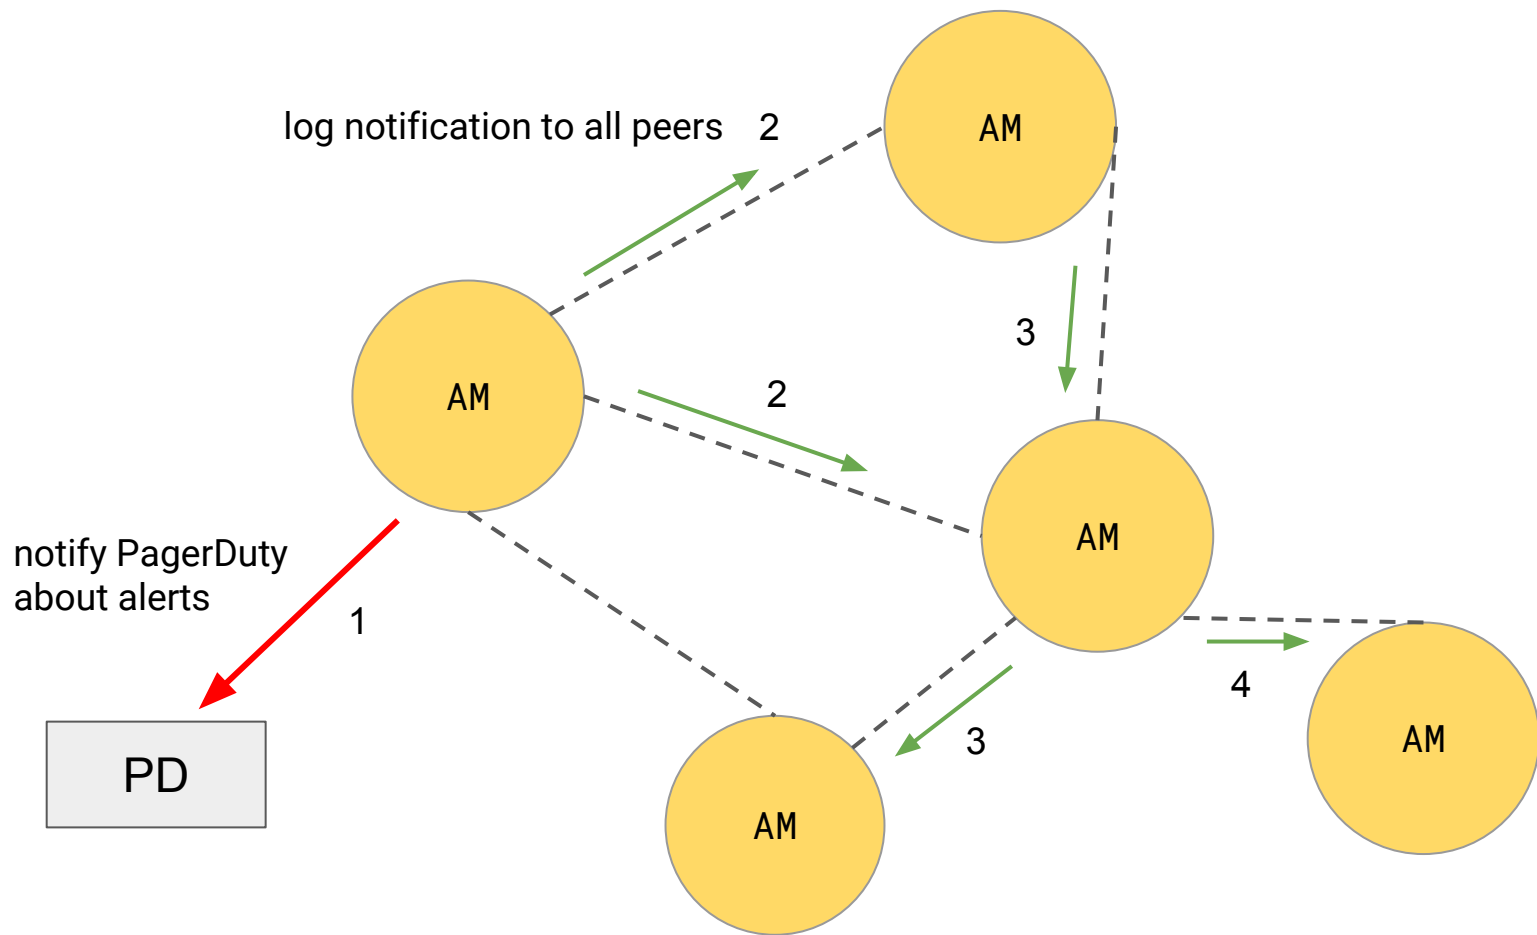 AM
log notification to all peers 2
3
AM
2
AM
notify PagerDuty
about alerts
1
4
3
AM
PD
AM